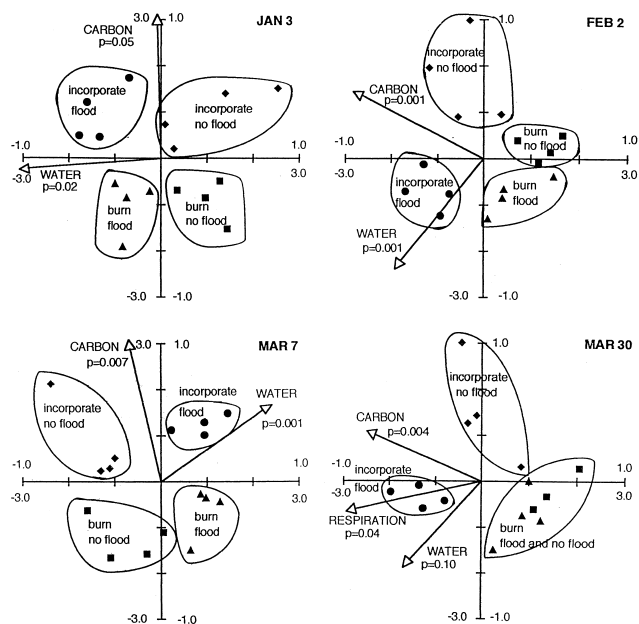 JAN 3
CARBON
p=0.05
3.0
1.0
incorporate
flood
incorporate
no flood
-1.0
-3.0
1.0
3.0
WATER
p=0.02
burn
flood
burn
no flood
-3.0
-1.0
FEB 2
1.0
incorporate
no flood
CARBON
p=0.001
burn
no flood
-1.0
3.0
-3.0
1.0
3.0
incorporate
flood
burn
flood
WATER
p=0.001
-3.0
-1.0
MAR 7
CARBON
p=0.007
3.0
1.0
incorporate
no flood
incorporate
flood
WATER
p=0.001
-1.0
-3.0
1.0
3.0
burn
no flood
burn
flood
-3.0
-1.0
MAR 30
1.0
incorporate
no flood
CARBON
p=0.004
-1.0
-3.0
incorporate
flood
1.0
3.0
RESPIRATION
p=0.04
burn
flood and no flood
WATER
p=0.10
-3.0
-1.0